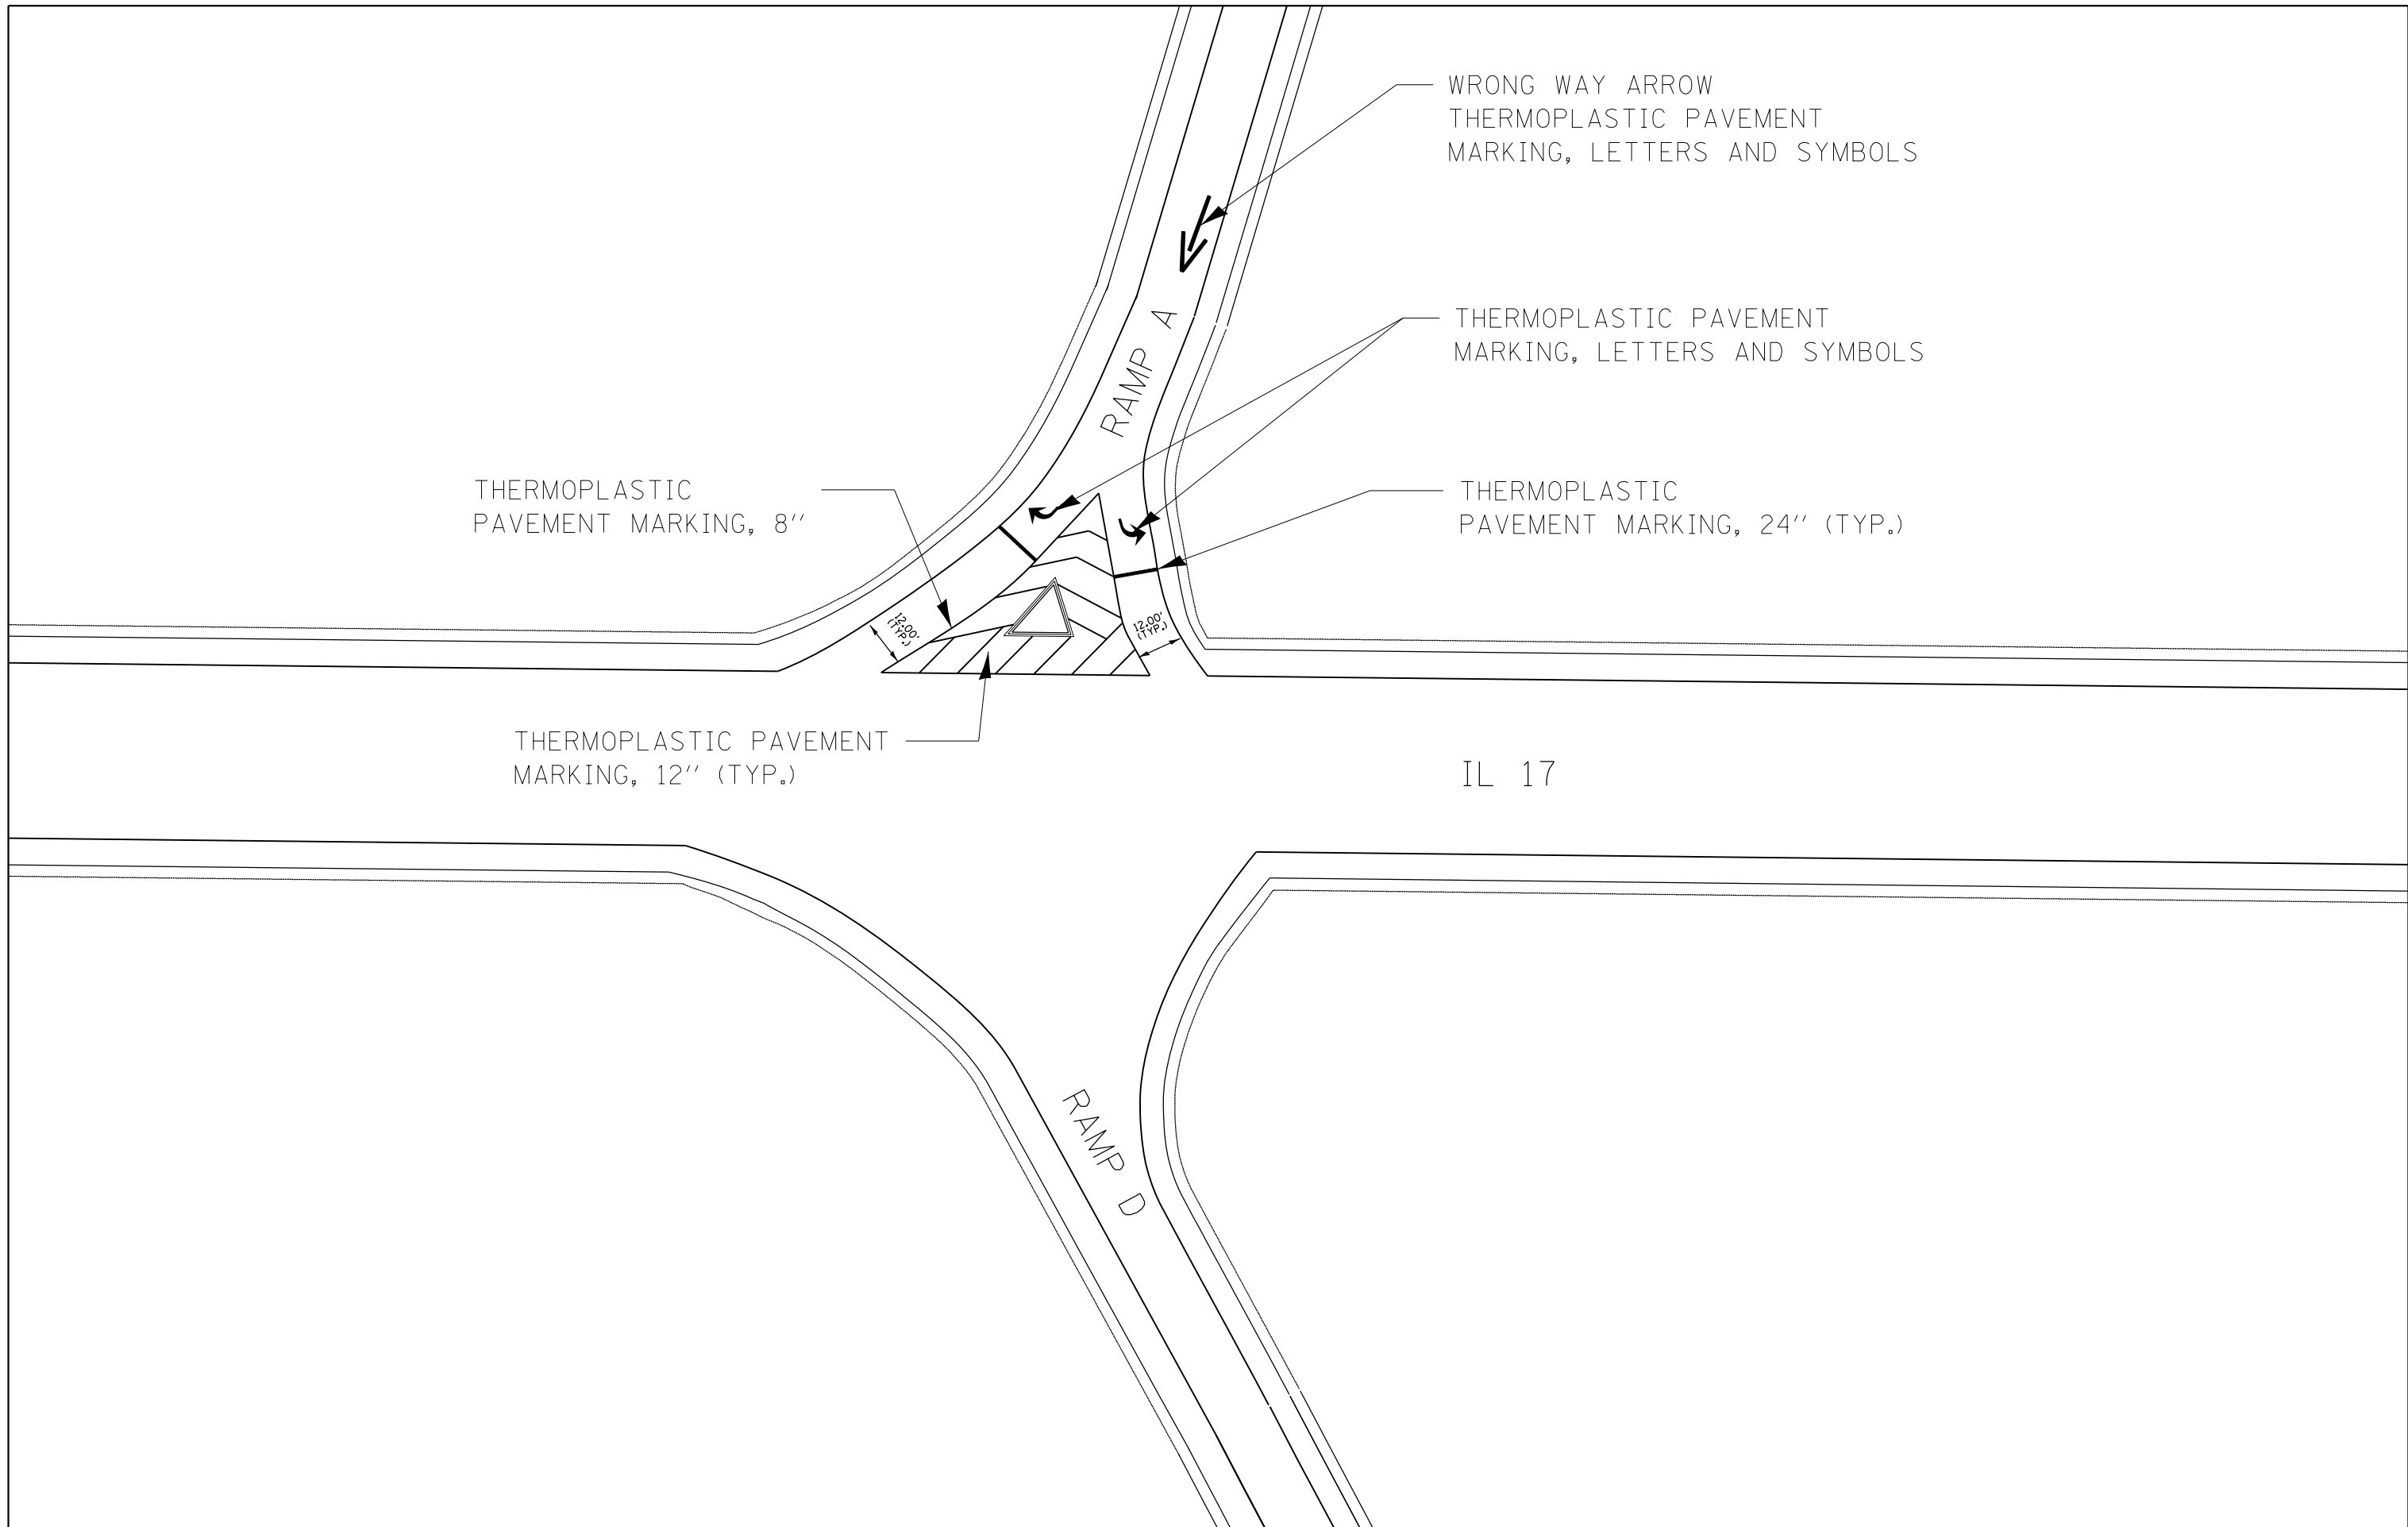 WRONG WAY ARROW
THERMOPLASTIC PAVEMENT
MARKING, LETTERS AND SYMBOLS
THERMOPLASTIC PAVEMENT
MARKING, LETTERS AND SYMBOLS
RAMP A
THERMOPLASTIC
PAVEMENT MARKING, 8''
THERMOPLASTIC
PAVEMENT MARKING, 24'' (TYP.)
12.00'
(TYP.)
12.00'
(TYP.)
THERMOPLASTIC PAVEMENT
MARKING, 12'' (TYP.)
IL 17
RAMP D